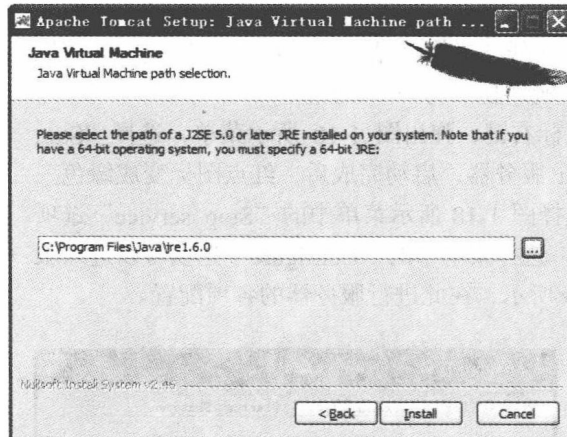 Apache Tomcat Setup: Java Virtual Machine path ...
Java Virtual Machine
Java Virtual Machine path selection.
Please select the path of a J2SE 5.0 or later JRE installed on your system. Note that if you
have a 64-bit operating system, you must specify a 64-bit JRE:
C:\Program Files\Java\jre1.6.0
...
Nullsoft Install System v2.46
< Back
Install
Cancel